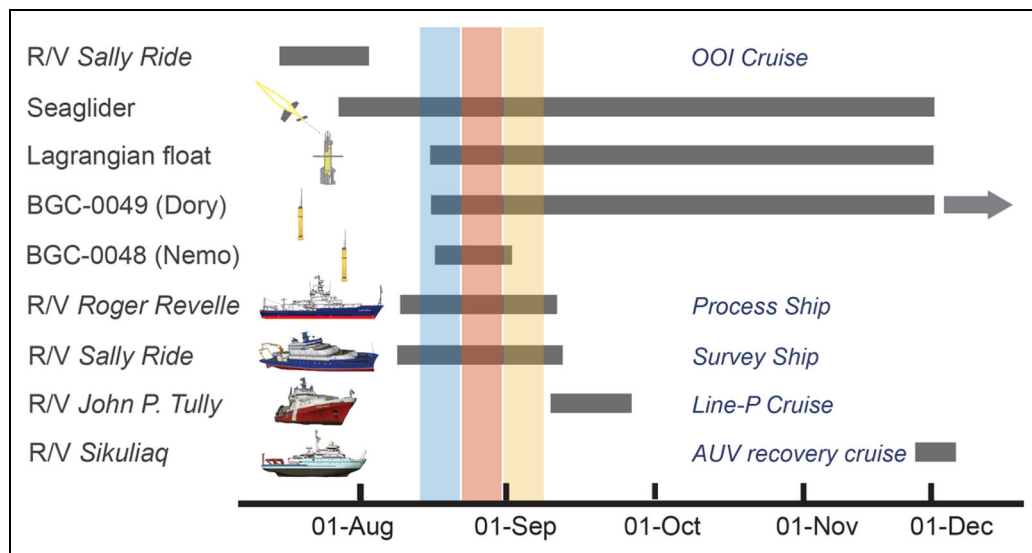 R/V Sally Ride OOI Cruise
Seaglider
Lagrangian float
BGC-0049 (Dory)
BGC-0048 (Nemo)
R/V Roger Revelle Process Ship
R/V Sally Ride Survey Ship
R/V John P. Tully Line-P Cruise
R/V Sikuliaq AUV recovery cruise
01-Aug 01-Sep 01-Oct 01-Nov 01-Dec